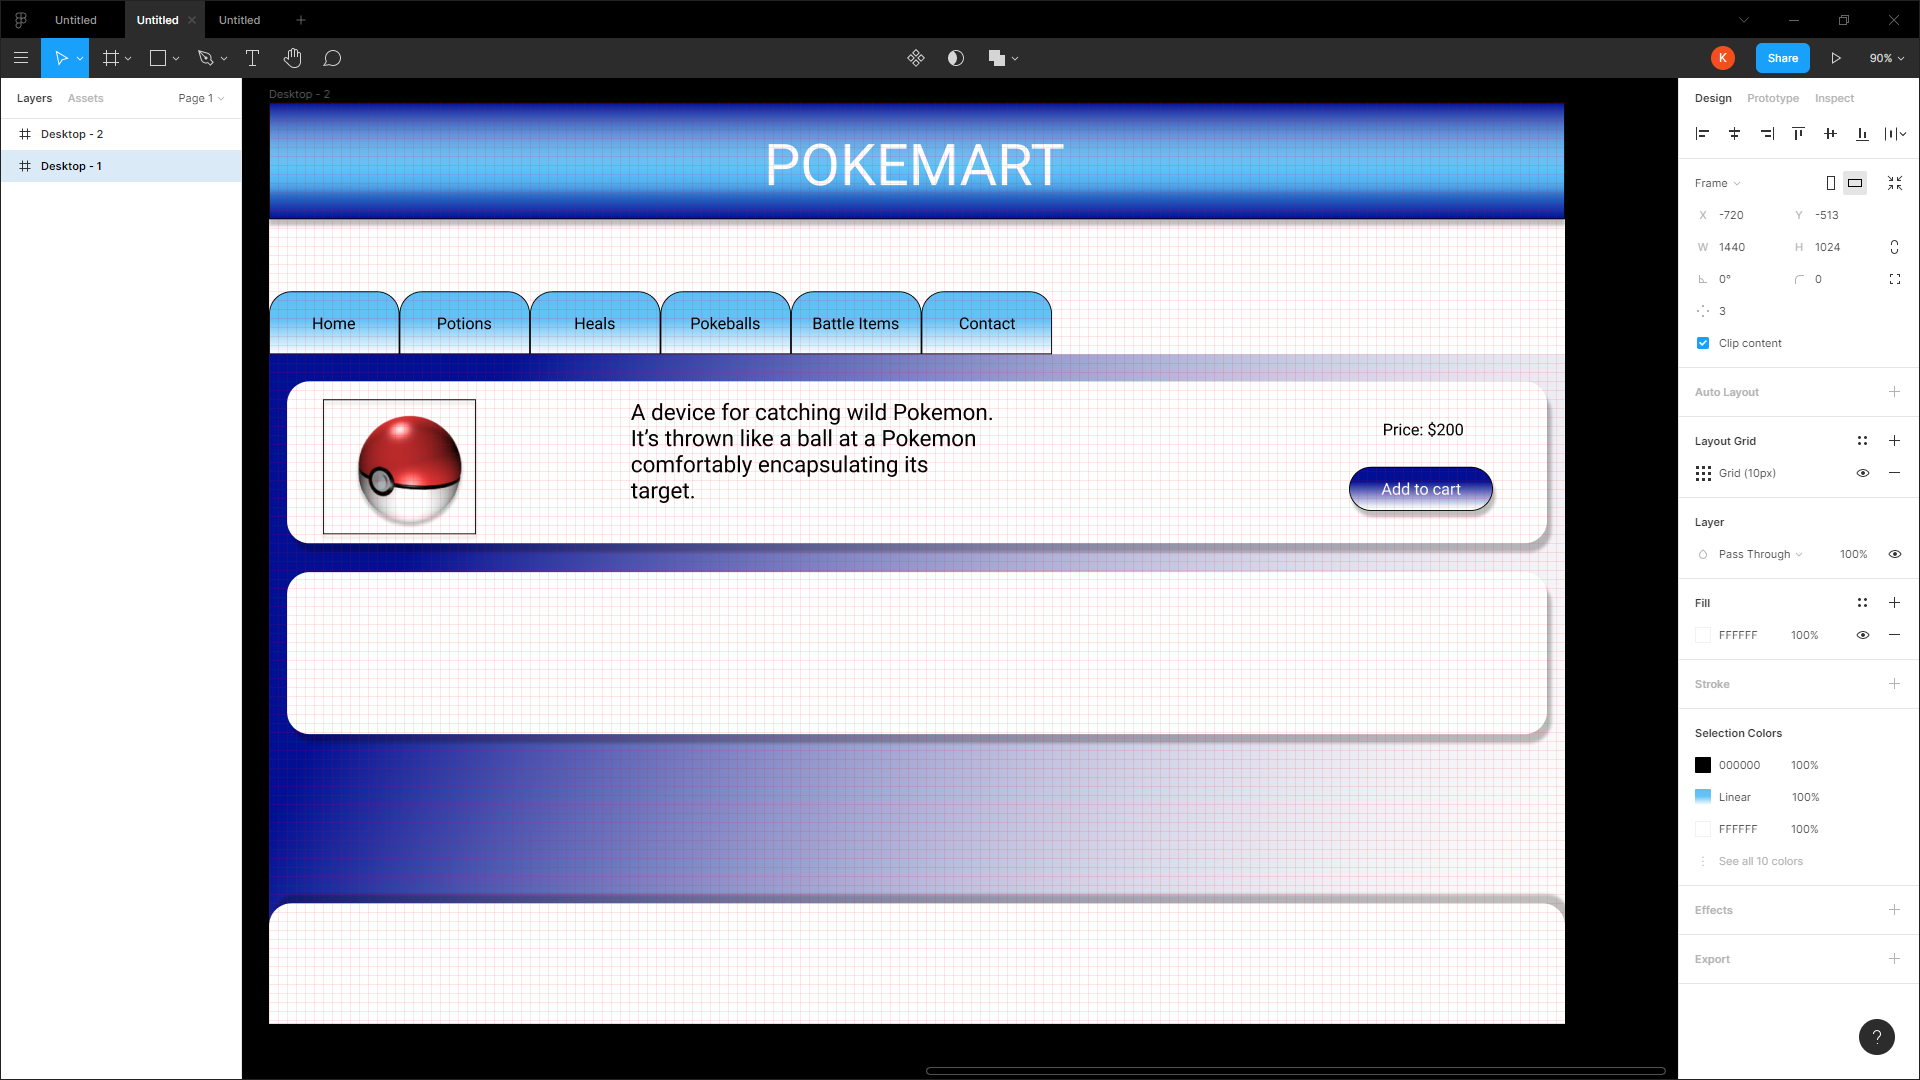 Untitled
Untitled
Untitled
K
Share
90%
Layers
Assets
Page 1
Desktop - 2
Desktop - 1
Desktop - 2
POKEMART
Home
Potions
Heals
Pokeballs
Battle Items
Contact
A device for catching wild Pokemon.
It's thrown like a ball at a Pokemon
comfortably encapsulating its
target.
Price: $200
Add to cart
Design
Prototype
Inspect
Frame
X -720
Y -513
W 1440
H 1024
0°
0
3
Clip content
Auto Layout
Layout Grid
Grid (10px)
Layer
Pass Through
100%
Fill
FFFFFF
100%
Stroke
Selection Colors
000000
100%
Linear
100%
FFFFFF
100%
See all 10 colors
Effects
Export
?